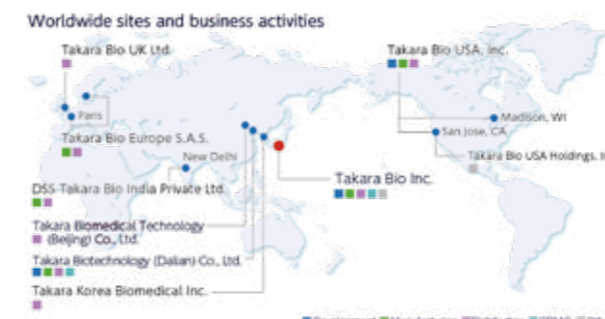 Worldwide sites and business activities
Takara Bio UK Ltd.
Takara Bio USA, Inc.
Paris
Madison, WI
San Jose, CA
Takara Bio Europe S.A.S.
New Delhi
Takara Bio USA Holdings,
Takara Bio Inc.
DSS Takara Bio India Private Ltd.
Takara Biomedical Technology
(Beijing) Co., Ltd.
Takara Biotechnology (Dalian) Co., Ltd.
Takara Korea Biomedical Inc.